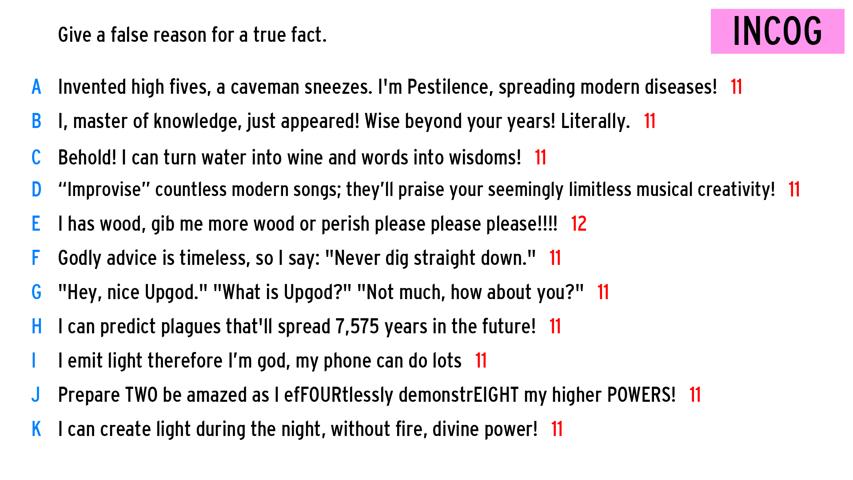 Give a false reason for a true fact.
INCOG
A Invented high fives, a caveman sneezes. I'm Pestilence, spreading modern diseases! 11
B I, master of knowledge, just appeared! Wise beyond your years! Literally. 11
C Behold! I can turn water into wine and words into wisdoms! 11
D “Improvise” countless modern songs; they’ll praise your seemingly limitless musical creativity! 11
E I has wood, gib me more wood or perish please please please!!!! 12
F Godly advice is timeless, so I say: "Never dig straight down." 11
G "Hey, nice Upgod." "What is Upgod?" "Not much, how about you?" 11
H I can predict plagues that'll spread 7,575 years in the future! 11
I I emit light therefore I’m god, my phone can do lots 11
J Prepare TWO be amazed as I efFOURtlessly demonstrEIGHT my higher POWERS! 11
K I can create light during the night, without fire, divine power! 11